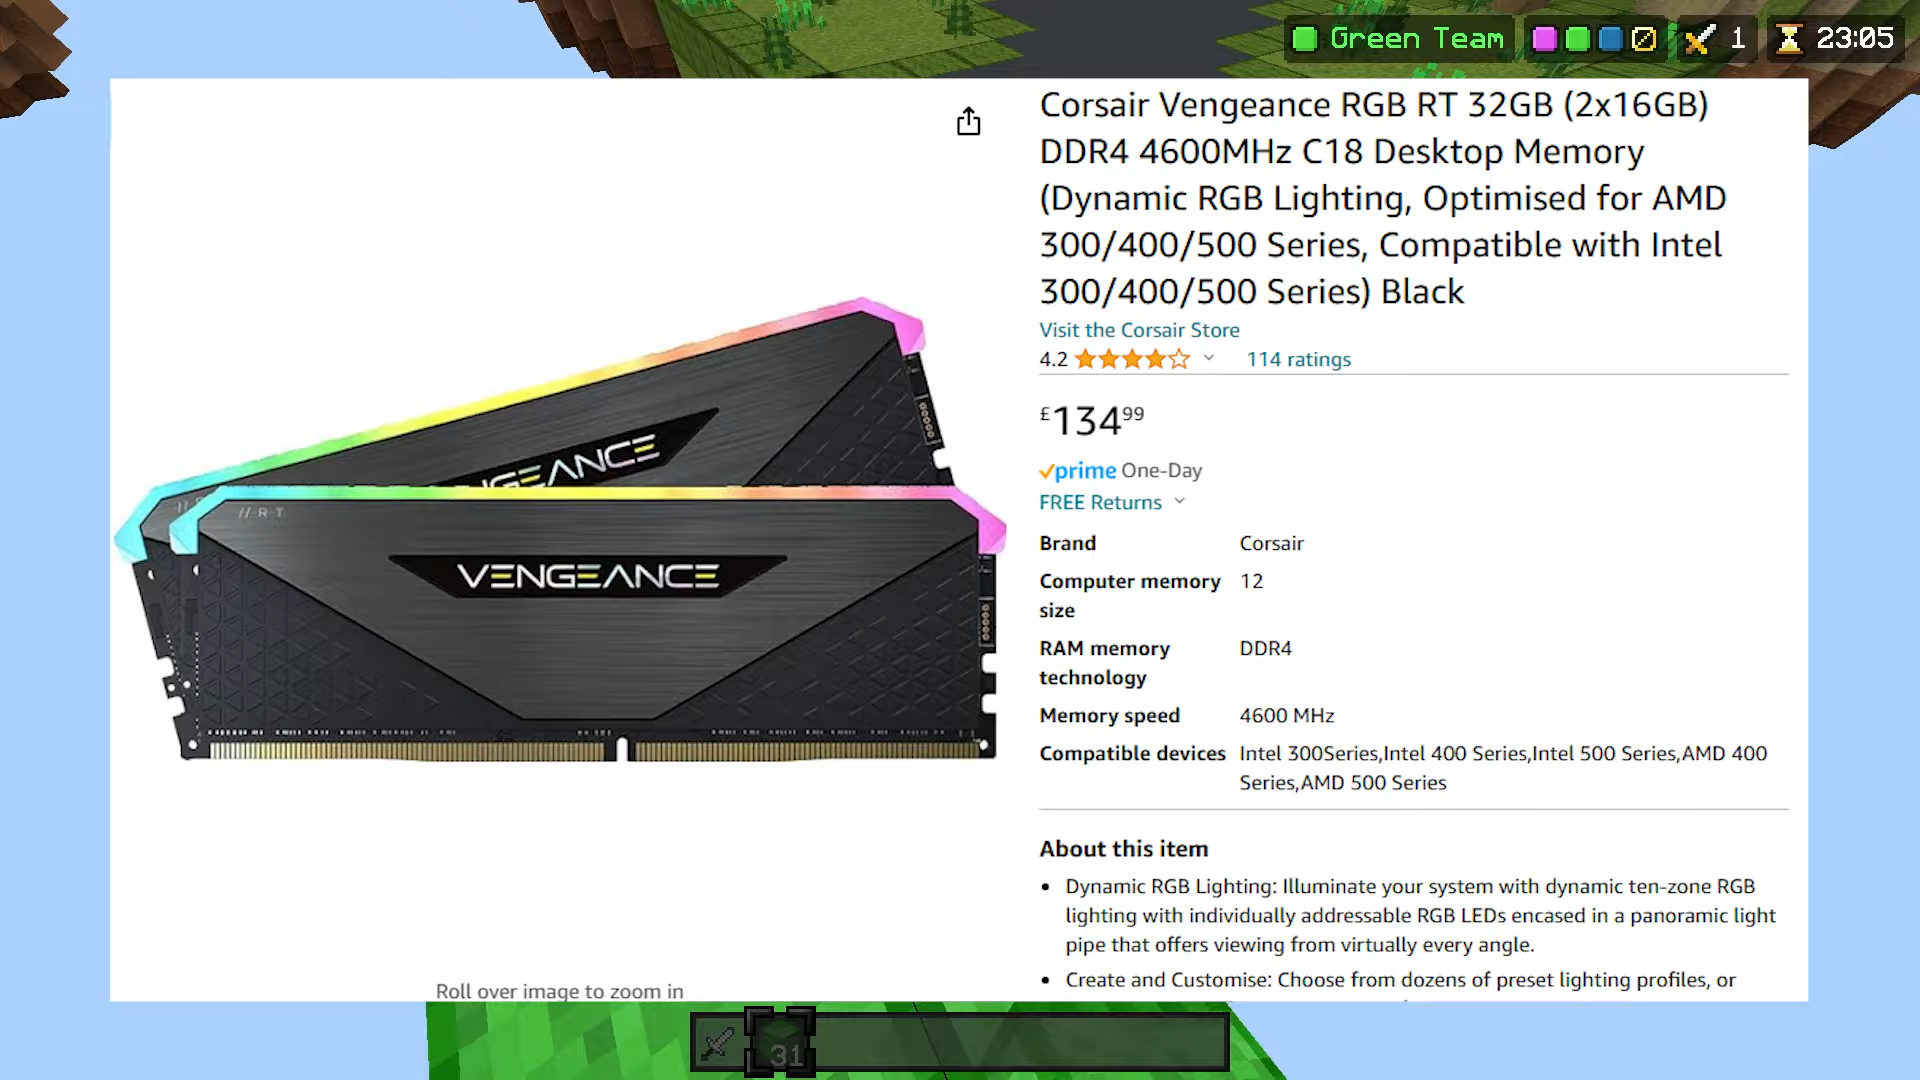 Green Team
1
23:05
Corsair Vengeance RGB RT 32GB (2x16GB)
DDR4 4600MHz C18 Desktop Memory
(Dynamic RGB Lighting, Optimised for AMD
300/400/500 Series, Compatible with Intel
300/400/500 Series) Black
Visit the Corsair Store
4.2
114 ratings
£134.99
prime One-Day
FREE Returns
Brand Corsair
Computer memory 12
size
RAM memory DDR4
technology
Memory speed 4600 MHz
Compatible devices Intel 300Series,Intel 400 Series,Intel 500 Series,AMD 400
Series,AMD 500 Series
About this item
• Dynamic RGB Lighting: Illuminate your system with dynamic ten-zone RGB
lighting with individually addressable RGB LEDs encased in a panoramic light
pipe that offers viewing from virtually every angle.
• Create and Customise: Choose from dozens of preset lighting profiles, or
NGEANCE
// R T
VENGEANCE
Roll over image to zoom in
31